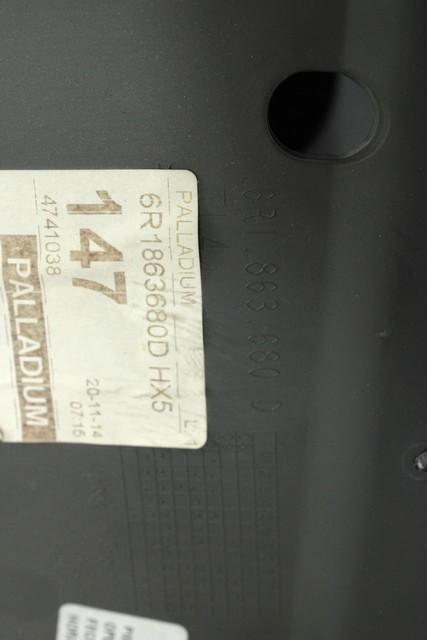 6R1.863.680 D
PALLADIUM
6R1863680D HX5
147
20-11-14
07:15
4741038
PALLADIUM